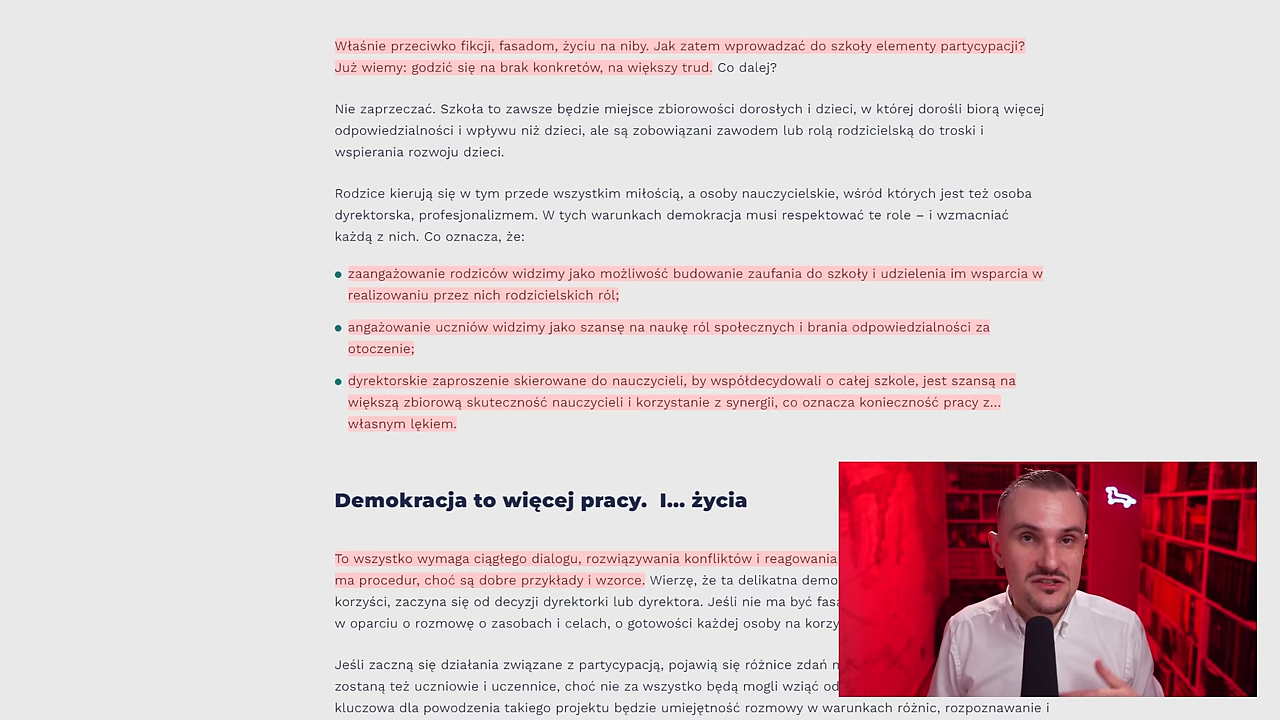 Właśnie przeciwko fikcji, fasadom, życiu na niby. Jak zatem wprowadzać do szkoły elementy partycypacji?
Już wiemy: godzić się na brak konkretów, na większy trud. Co dalej?
Nie zaprzeczać. Szkoła to zawsze będzie miejsce zbiorowości dorosłych i dzieci, w której dorośli biorą więcej
odpowiedzialności i wpływu niż dzieci, ale są zobowiązani zawodem lub rolą rodzicielską do troski i
wspierania rozwoju dzieci.
Rodzice kierują się w tym przede wszystkim miłością, a osoby nauczycielskie, wśród których jest też osoba
dyrektorska, profesjonalizmem. W tych warunkach demokracja musi respektować te role – i wzmacniać
każdą z nich. Co oznacza, że:
● zaangażowanie rodziców widzimy jako możliwość budowanie zaufania do szkoły i udzielenia im wsparcia w
realizowaniu przez nich rodzicielskich ról;
● angażowanie uczniów widzimy jako szansę na naukę ról społecznych i brania odpowiedzialności za
otoczenie;
● dyrektorskie zaproszenie skierowane do nauczycieli, by współdecydowali o całej szkole, jest szansą na
większą zbiorową skuteczność nauczycieli i korzystanie z synergii, co oznacza konieczność pracy z...
własnym lękiem.
Demokracja to więcej pracy. I... życia
To wszystko wymaga ciągłego dialogu, rozwiązywania konfliktów i reagowania
ma procedur, choć są dobre przykłady i wzorce. Wierzę, że ta delikatna
korzyści, zaczyna się od decyzji dyrektorki lub dyrektora. Jeśli nie ma być
w oparciu o rozmowę o zasobach i celach, o gotowości każdej osoby na
Jeśli zaczną się działania związane z partycypacją, pojawią się różnice zdań
zostaną też uczniowie i uczennice, choć nie za wszystko będą mogli wziąć
kluczowa dla powodzenia takiego projektu będzie umiejętność rozmowy w warunkach różnic, rozpoznawanie i